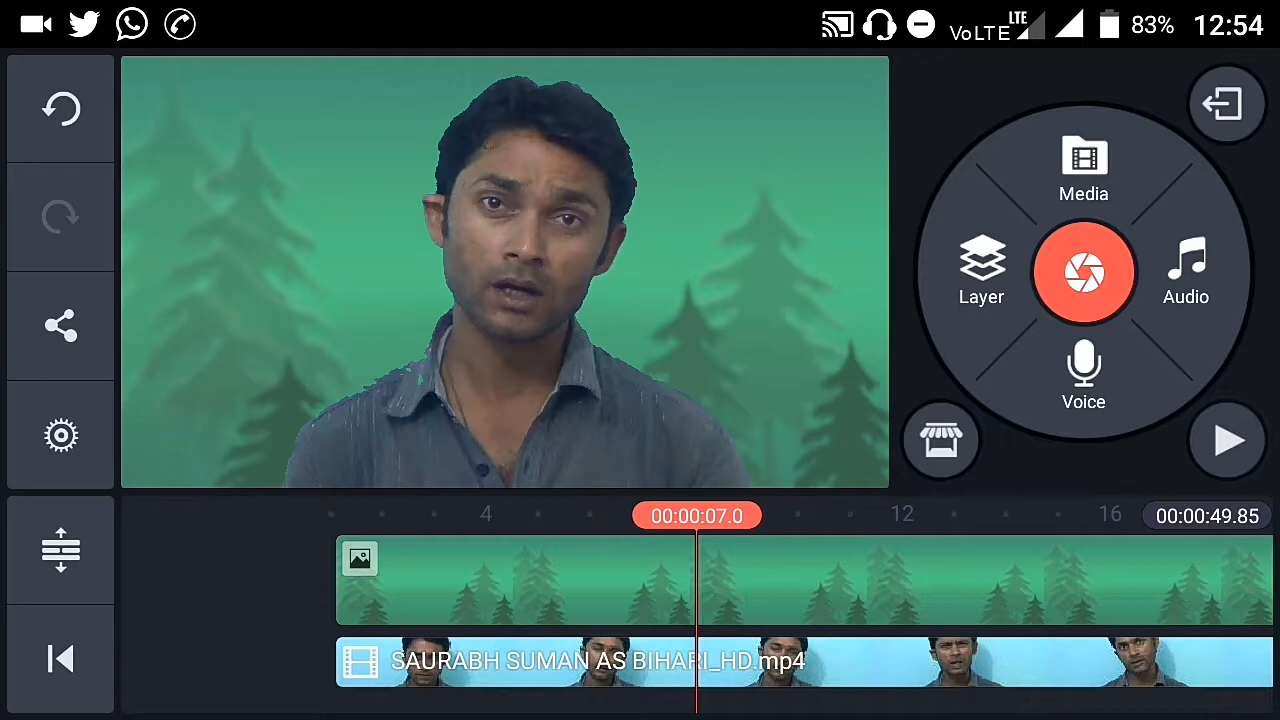 VoLTE LTE 83% 12:54
Media
Layer
Audio
Voice
4
00:00:07.0
12
16
00:00:49.85
SAURABH SUMAN AS BIHARI_HD.mp4